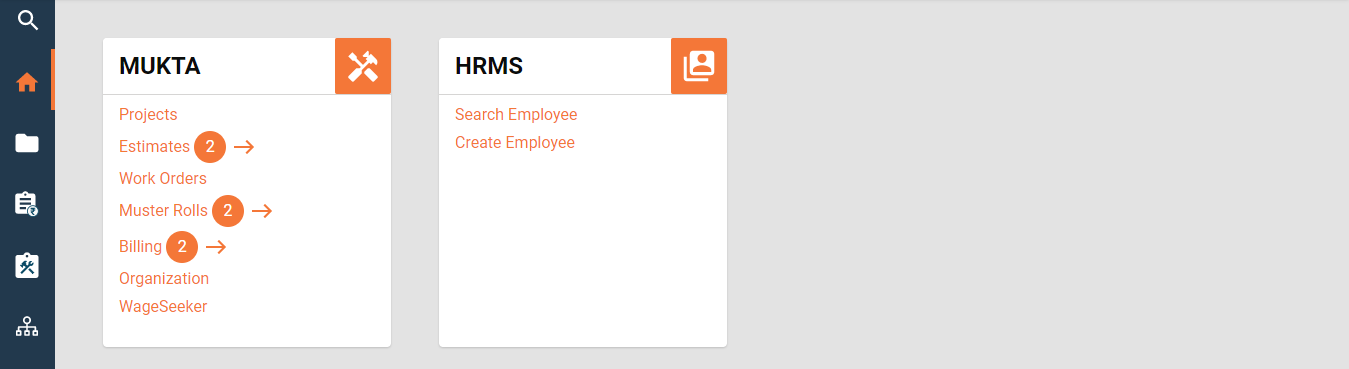 MUKTA
Projects
Estimates 2
Work Orders
Muster Rolls 2
Billing 2
Organization
WageSeeker
HRMS
Search Employee
Create Employee